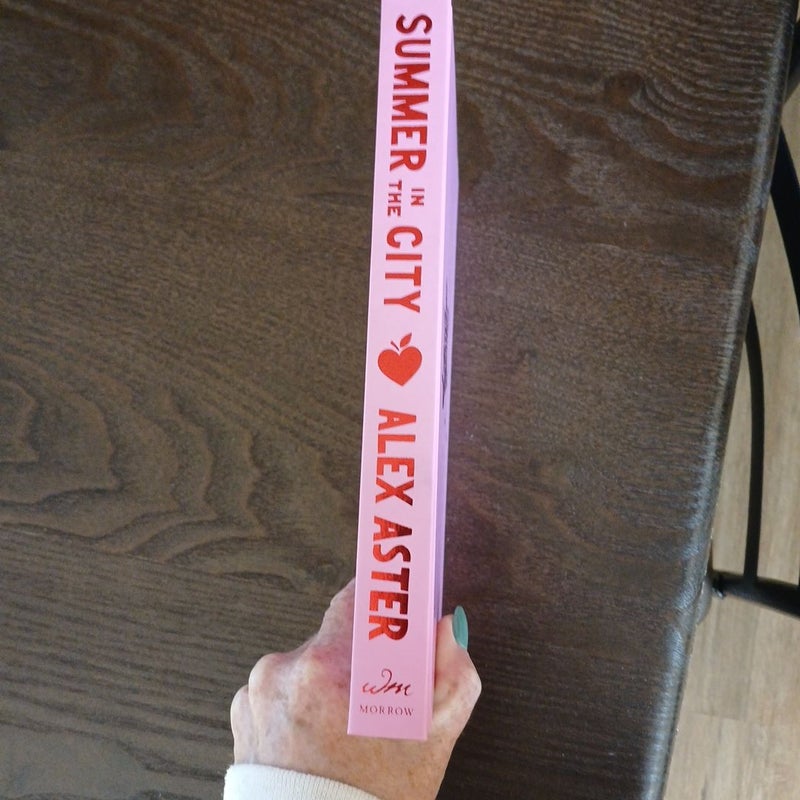 SUMMER
IN
THE
CITY
ALEX ASTER
wm
MORROW